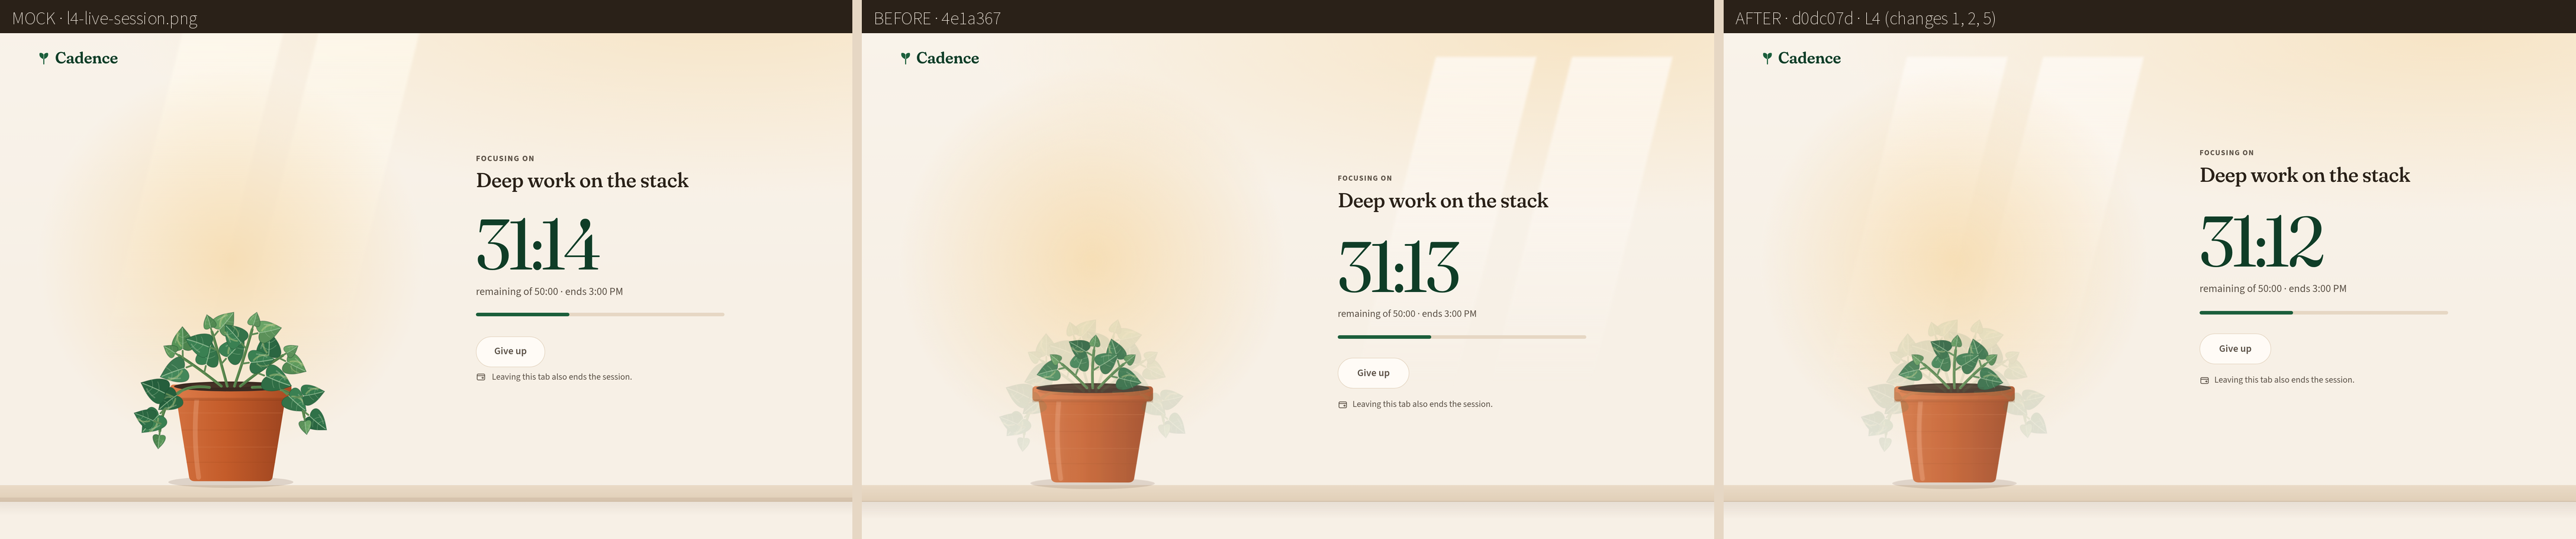 MOCK · l4-live-session.png
Cadence
FOCUSING ON
Deep work on the stack
31:14
remaining of 50:00 · ends 3:00 PM
Give up
Leaving this tab also ends the session.
BEFORE · 4e1a367
Cadence
FOCUSING ON
Deep work on the stack
31:13
remaining of 50:00 · ends 3:00 PM
Give up
Leaving this tab also ends the session.
AFTER · d0dc07d · L4 (changes 1, 2, 5)
Cadence
FOCUSING ON
Deep work on the stack
31:12
remaining of 50:00 · ends 3:00 PM
Give up
Leaving this tab also ends the session.